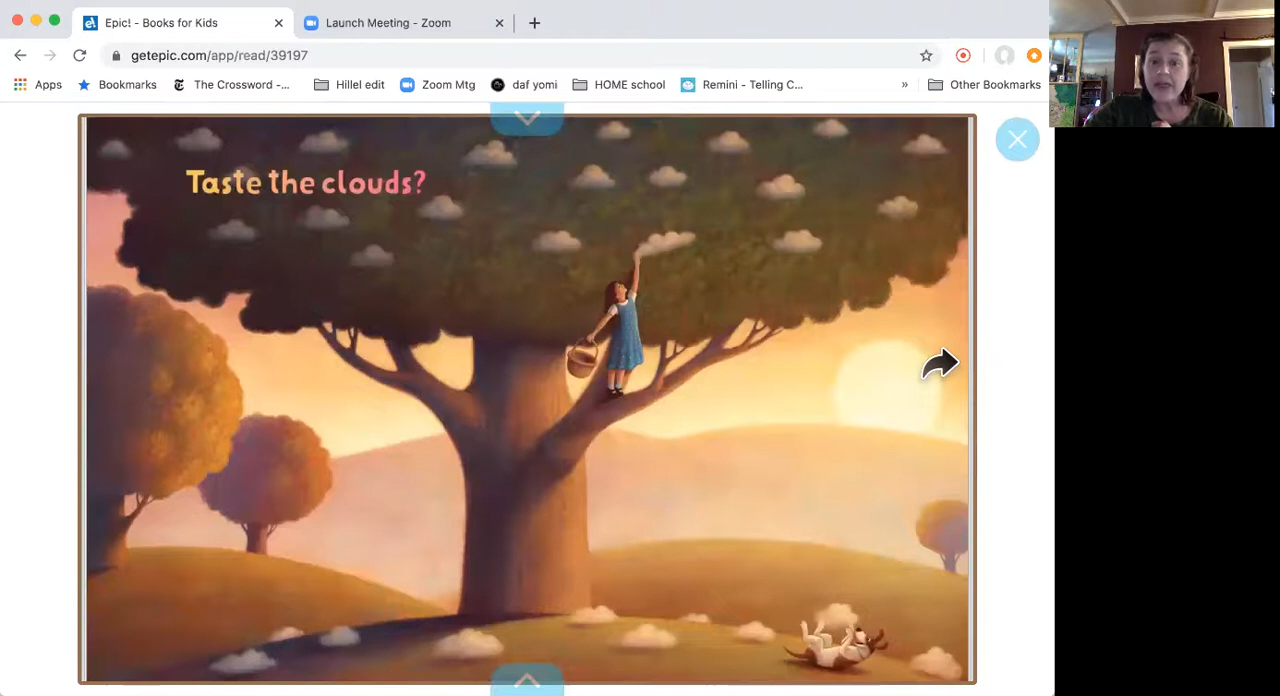 Epic! - Books for Kids
Launch Meeting - Zoom
getepic.com/app/read/39197
Apps Bookmarks The Crossword -... Hillel edit Zoom Mtg daf yomi HOME school Remini - Telling C... » Other Bookmarks
Taste the clouds?